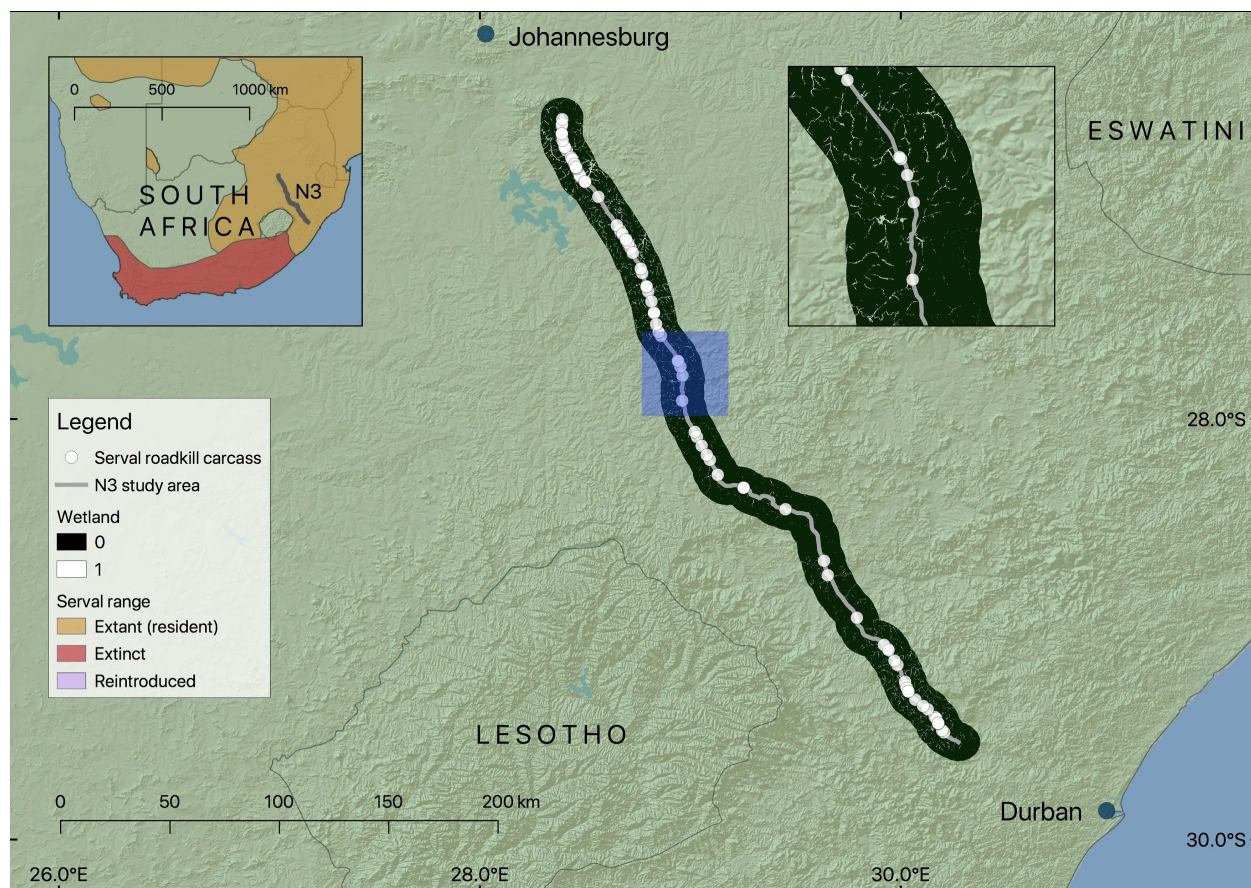 Johannesburg
0 500 1000 km
ESWATINI
SOUTH
AFRICA
N3
28.0°S
Legend
Serval roadkill carcass
N3 study area
Wetland
0
1
Serval range
Extant (resident)
Extinct
Reintroduced
LESOTHO
0 50 100 150 200 km
Durban
30.0°S
26.0°E 28.0°E 30.0°E